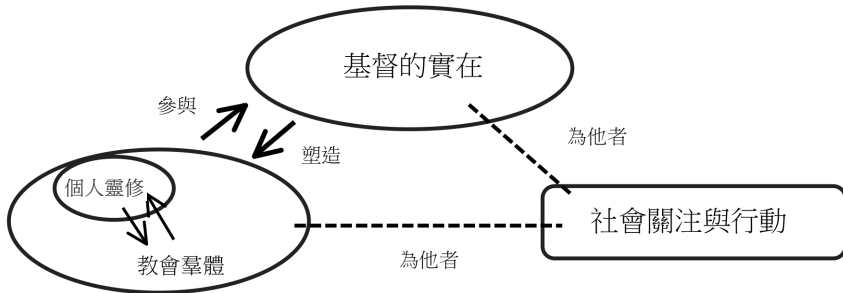 基督的實在
參與
塑造
為他者
個人靈修
社會關注與行動
教會羣體
為他者